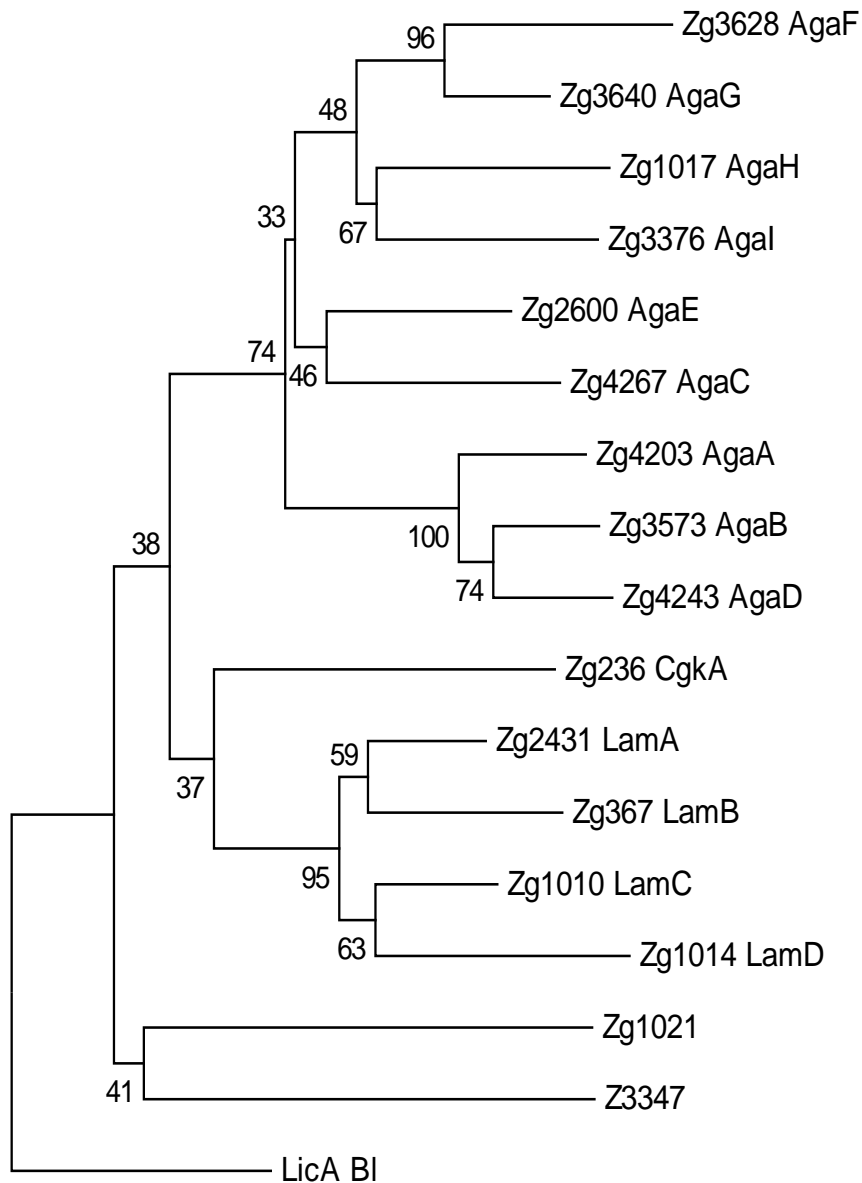 Zg3628 AgaF
96
Zg3640 AgaG
48
Zg1017 AgaH
33
67
Zg3376 AgaI
Zg2600 AgaE
74
46
Zg4267 AgaC
Zg4203 AgaA
Zg3573 AgaB
100
38
74
Zg4243 AgaD
Zg236 CgkA
Zg2431 LamA
59
37
Zg367 LamB
95
Zg1010 LamC
63
Zg1014 LamD
Zg1021
41
Z3347
LicA Bl